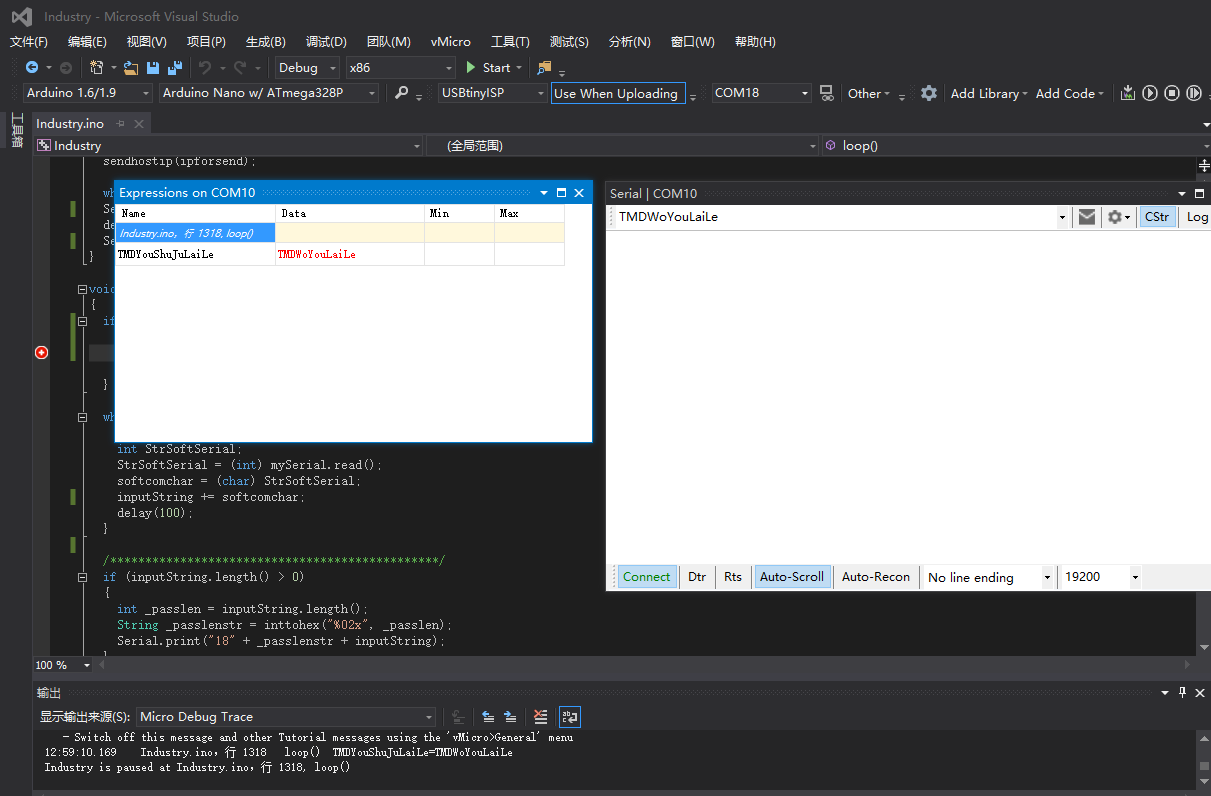 Industry - Microsoft Visual Studio
文件(F) 编辑(E) 视图(V) 项目(P) 生成(B) 调试(D) 团队(M) vMicro 工具(T) 测试(S) 分析(N) 窗口(W) 帮助(H)
Debug x86 Start
Arduino 1.6/1.9 Arduino Nano w/ ATmega328P USBtinyISP Use When Uploading COM18 Other Add Library Add Code
工具箱
Industry.ino
Industry (全局范围) loop()
sendhostip(ipforsend);
wh
Se
de
Se
}
Expressions on COM10
Name Data Min Max
Industry.ino, 行 1318, loop()
TMDYouShuJuLaiLe TMDWoYouLaiLe
Serial | COM10
TMDWoYouLaiLe CStr Log
void
{
if
}
wh
int StrSoftSerial;
StrSoftSerial = (int) mySerial.read();
softcomchar = (char) StrSoftSerial;
inputString += softcomchar;
delay(100);
}
Connect Dtr Rts Auto-Scroll Auto-Recon No line ending 19200
/***********************************************/
if (inputString.length() > 0)
{
int _passlen = inputString.length();
String _passlenstr = inttohex("%02x", _passlen);
Serial.print("18" + _passlenstr + inputString);
100 %
输出
显示输出来源(S): Micro Debug Trace
- Switch off this message and other Tutorial messages using the 'vMicro>General' menu
12:59:10.169 Industry.ino, 行 1318 loop() TMDYouShuJuLaiLe=TMDWoYouLaiLe
Industry is paused at Industry.ino, 行 1318, loop()